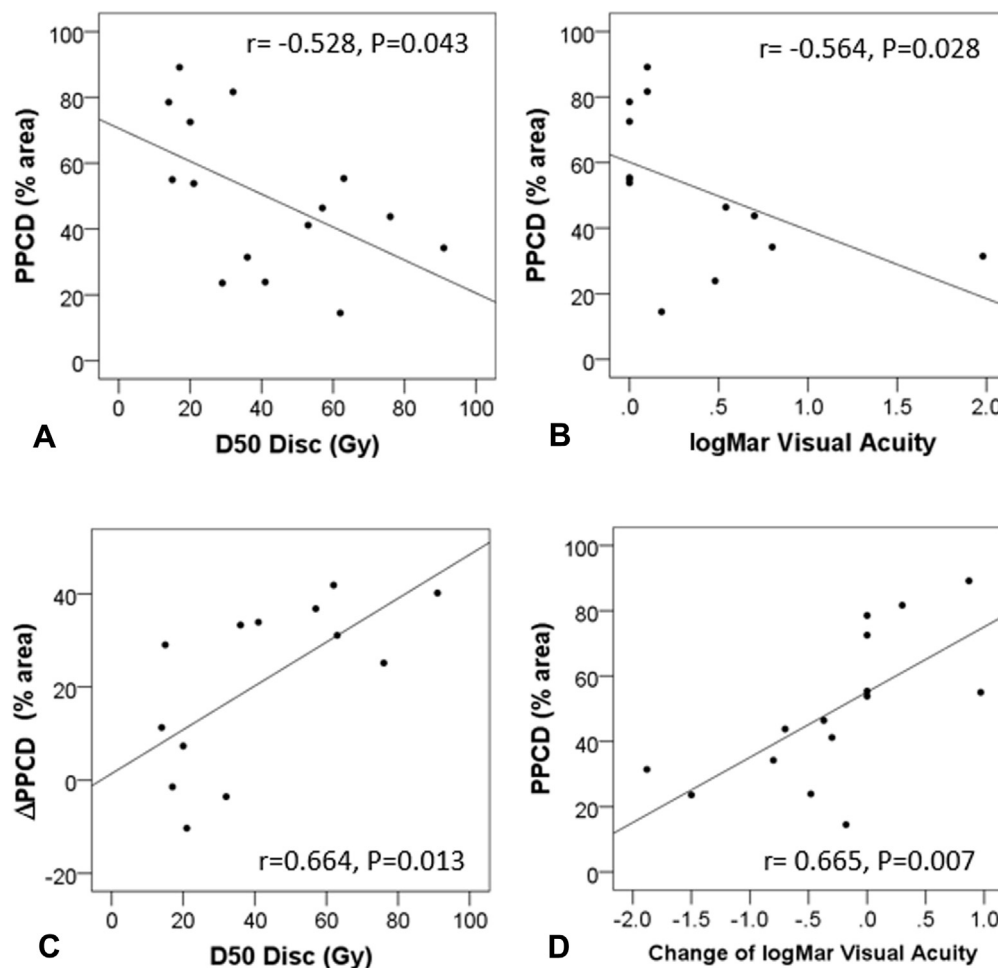 r= -0.528, P=0.043
PPCD (% area)
100
80
60
40
20
0
0 20 40 60 80 100
A
D50 Disc (Gy)
r= -0.564, P=0.028
PPCD (% area)
100
80
60
40
20
0
.0 .5 1.0 1.5 2.0
B
logMar Visual Acuity
ΔPPCD (% area)
40
20
0
-20
r=0.664, P=0.013
0 20 40 60 80 100
C
D50 Disc (Gy)
PPCD (% area)
100
80
60
40
20
0
r= 0.665, P=0.007
-2.0 -1.5 -1.0 -.5 .0 .5 1.0
D
Change of logMar Visual Acuity